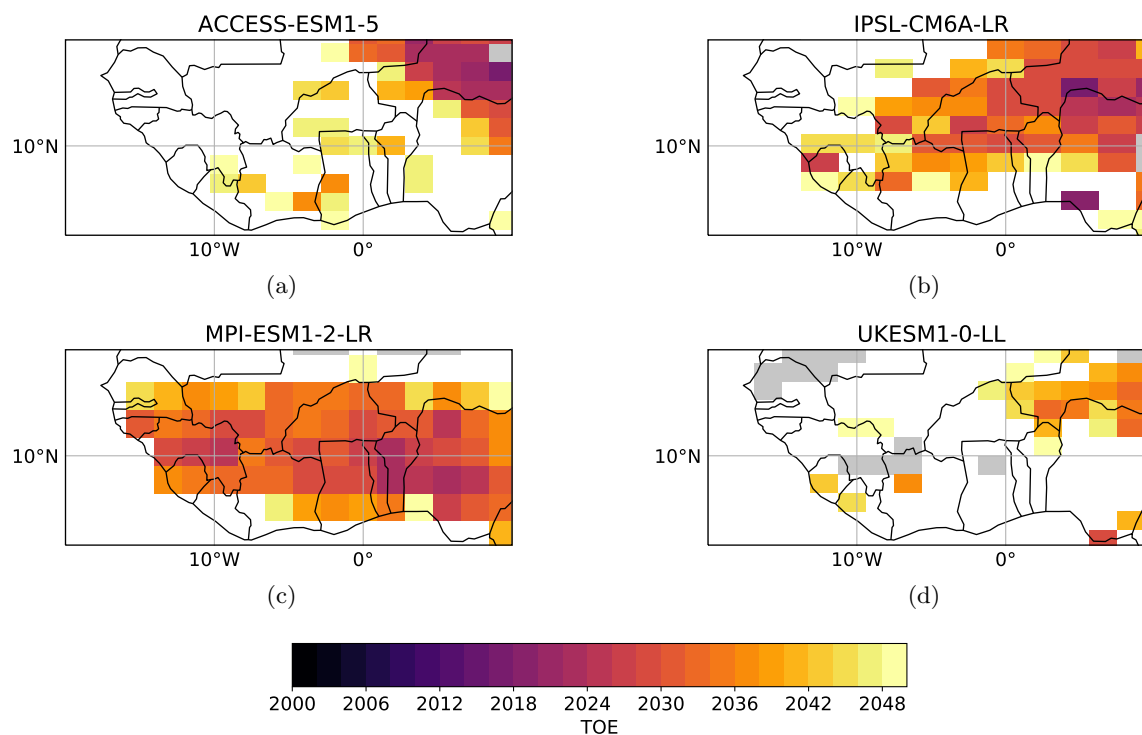 ACCESS-ESM1-5
IPSL-CM6A-LR
10°N
10°N
10°W
0°
10°W
0°
(a)
(b)
MPI-ESM1-2-LR
UKESM1-0-LL
10°N
10°N
10°W
0°
10°W
0°
(c)
(d)
2000 2006 2012 2018 2024 2030 2036 2042 2048
TOE